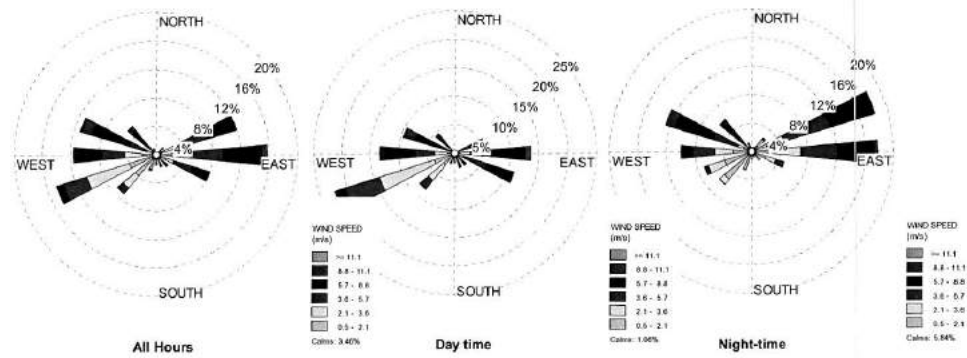 NORTH
20%
16%
12%
8%
4%
WEST
EAST
SOUTH
All Hours
NORTH
25%
20%
15%
10%
5%
WEST
EAST
SOUTH
WIND SPEED
(m/s)
>= 11.1
8.8 - 11.1
5.7 - 8.8
3.6 - 5.7
2.1 - 3.6
0.5 - 2.1
Calms: 3.46%
Day time
NORTH
20%
16%
12%
8%
4%
WEST
EAST
SOUTH
WIND SPEED
(m/s)
>= 11.1
8.8 - 11.1
5.7 - 8.8
3.6 - 5.7
2.1 - 3.6
0.5 - 2.1
Calms: 1.06%
Night-time
WIND SPEED
(m/s)
>= 11.1
8.8 - 11.1
5.7 - 8.8
3.6 - 5.7
2.1 - 3.6
0.5 - 2.1
Calms: 5.84%